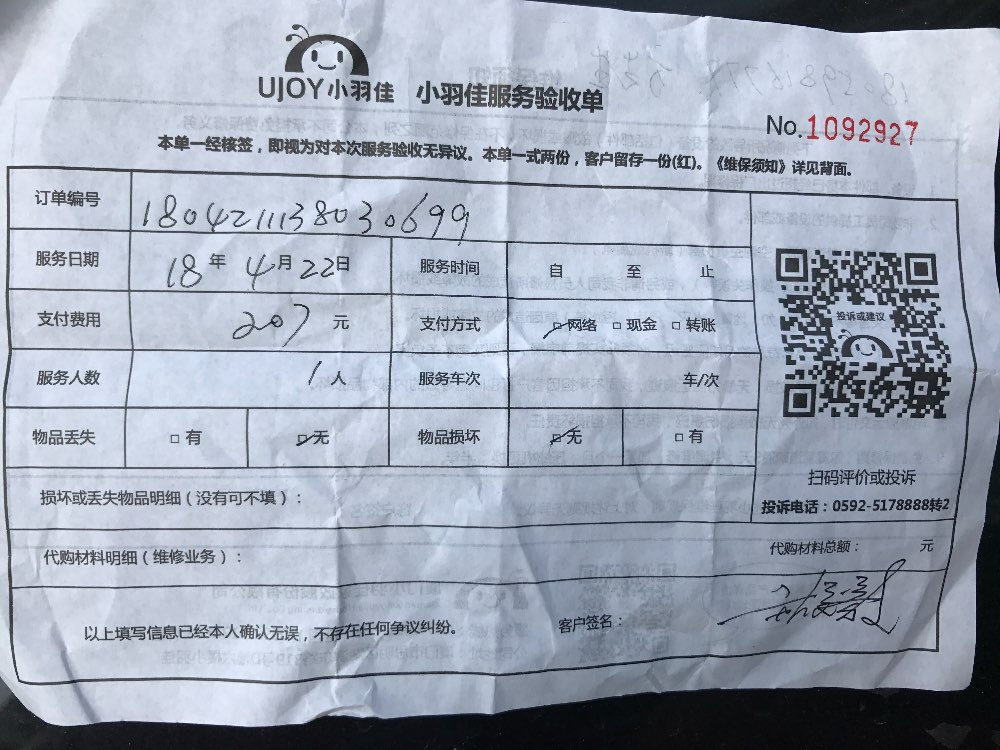 UJOY小羽佳 小羽佳服务验收单
No.1092927
本单一经接签，即视为对本次服务验收无异议。本单一式两份，客户留存一份(红)。《维保须知》详见背面。
订单编号 1804211138030699
服务日期 18年4月22日 服务时间 自 至 止
支付费用 207元 支付方式 ☑网络 □现金 □转账
投诉或建议
服务人数 1人 服务车次 车/次
物品丢失 □有 ☑无 物品损坏 ☑无 □有
扫码评价或投诉
损坏或丢失物品明细（没有可不填）：
投诉电话：0592-5178888转2
代购材料明细（维修业务）： 代购材料总额： 元
以上填写信息已经本人确认无误，不存在任何争议纠纷。 客户签名：